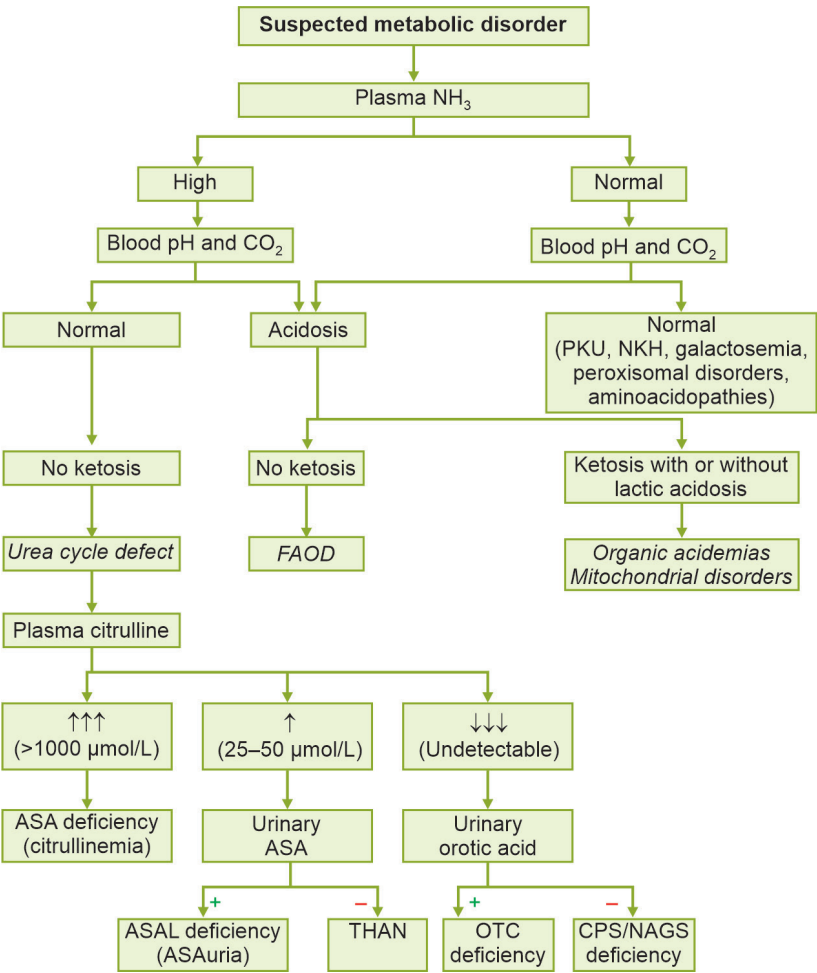 Suspected metabolic disorder
Plasma NH₃
High
Normal
Blood pH and CO₂
Blood pH and CO₂
Normal
Acidosis
Normal
(PKU, NKH, galactosemia,
peroxisomal disorders,
aminoacidopathies)
No ketosis
No ketosis
Ketosis with or without
lactic acidosis
Urea cycle defect
FAOD
Organic acidemias
Mitochondrial disorders
Plasma citrulline
↑↑↑
(>1000 µmol/L)
↑
(25–50 µmol/L)
↓↓↓
(Undetectable)
ASA deficiency
(citrullinemia)
Urinary
ASA
Urinary
orotic acid
+
–
+
–
ASAL deficiency
(ASAuria)
THAN
OTC
deficiency
CPS/NAGS
deficiency